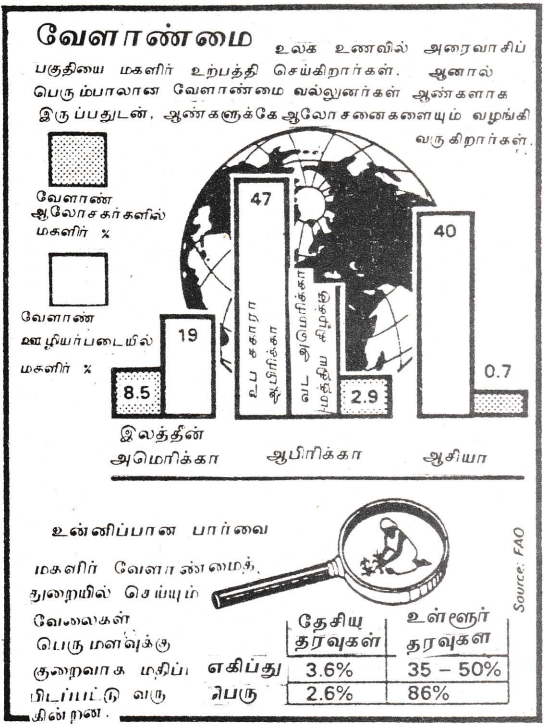 வேளாண்மை உலக உணவில் அரைவாசிப்
பகுதியை மகளிர் உற்பத்தி செய்கிறார்கள். ஆனால்
பெரும்பாலான வேளாண்மை வல்லுனர்கள் ஆண்களாக
இருப்பதுடன், ஆண்களுக்கே ஆலோசனைகளையும் வழங்கி
வருகிறார்கள்.
வேளாண்
ஆலோசகர்களில்
மகளிர் %
வேளாண்
ஊழியர்படையில்
மகளிர் %
8.5
19
47
உப சகாரா
ஆபிரிக்கா
வட அமெரிக்கா
மத்திய கிழக்கு
2.9
40
0.7
இலத்தீன்
அமெரிக்கா
ஆபிரிக்கா
ஆசியா
உன்னிப்பான பார்வை
மகளிர் வேளாண்மைத்
துறையில் செய்யும்
வேலைகள்
பெருமளவுக்கு
குறைவாக மதிப்பி
பிடப்பட்டு வரு
கின்றன.
தேசிய தரவுகள்
உள்ளூர் தரவுகள்
எகிப்து 3.6% 35 – 50%
பெரு 2.6% 86%
Source: FAO